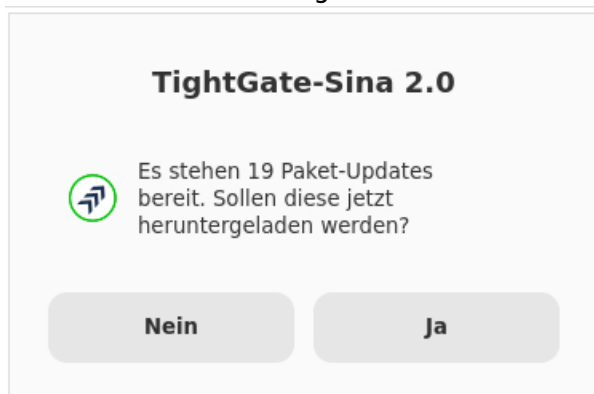 TightGate-Sina 2.0
Es stehen 19 Paket-Updates
bereit. Sollen diese jetzt
heruntergeladen werden?
Nein
Ja